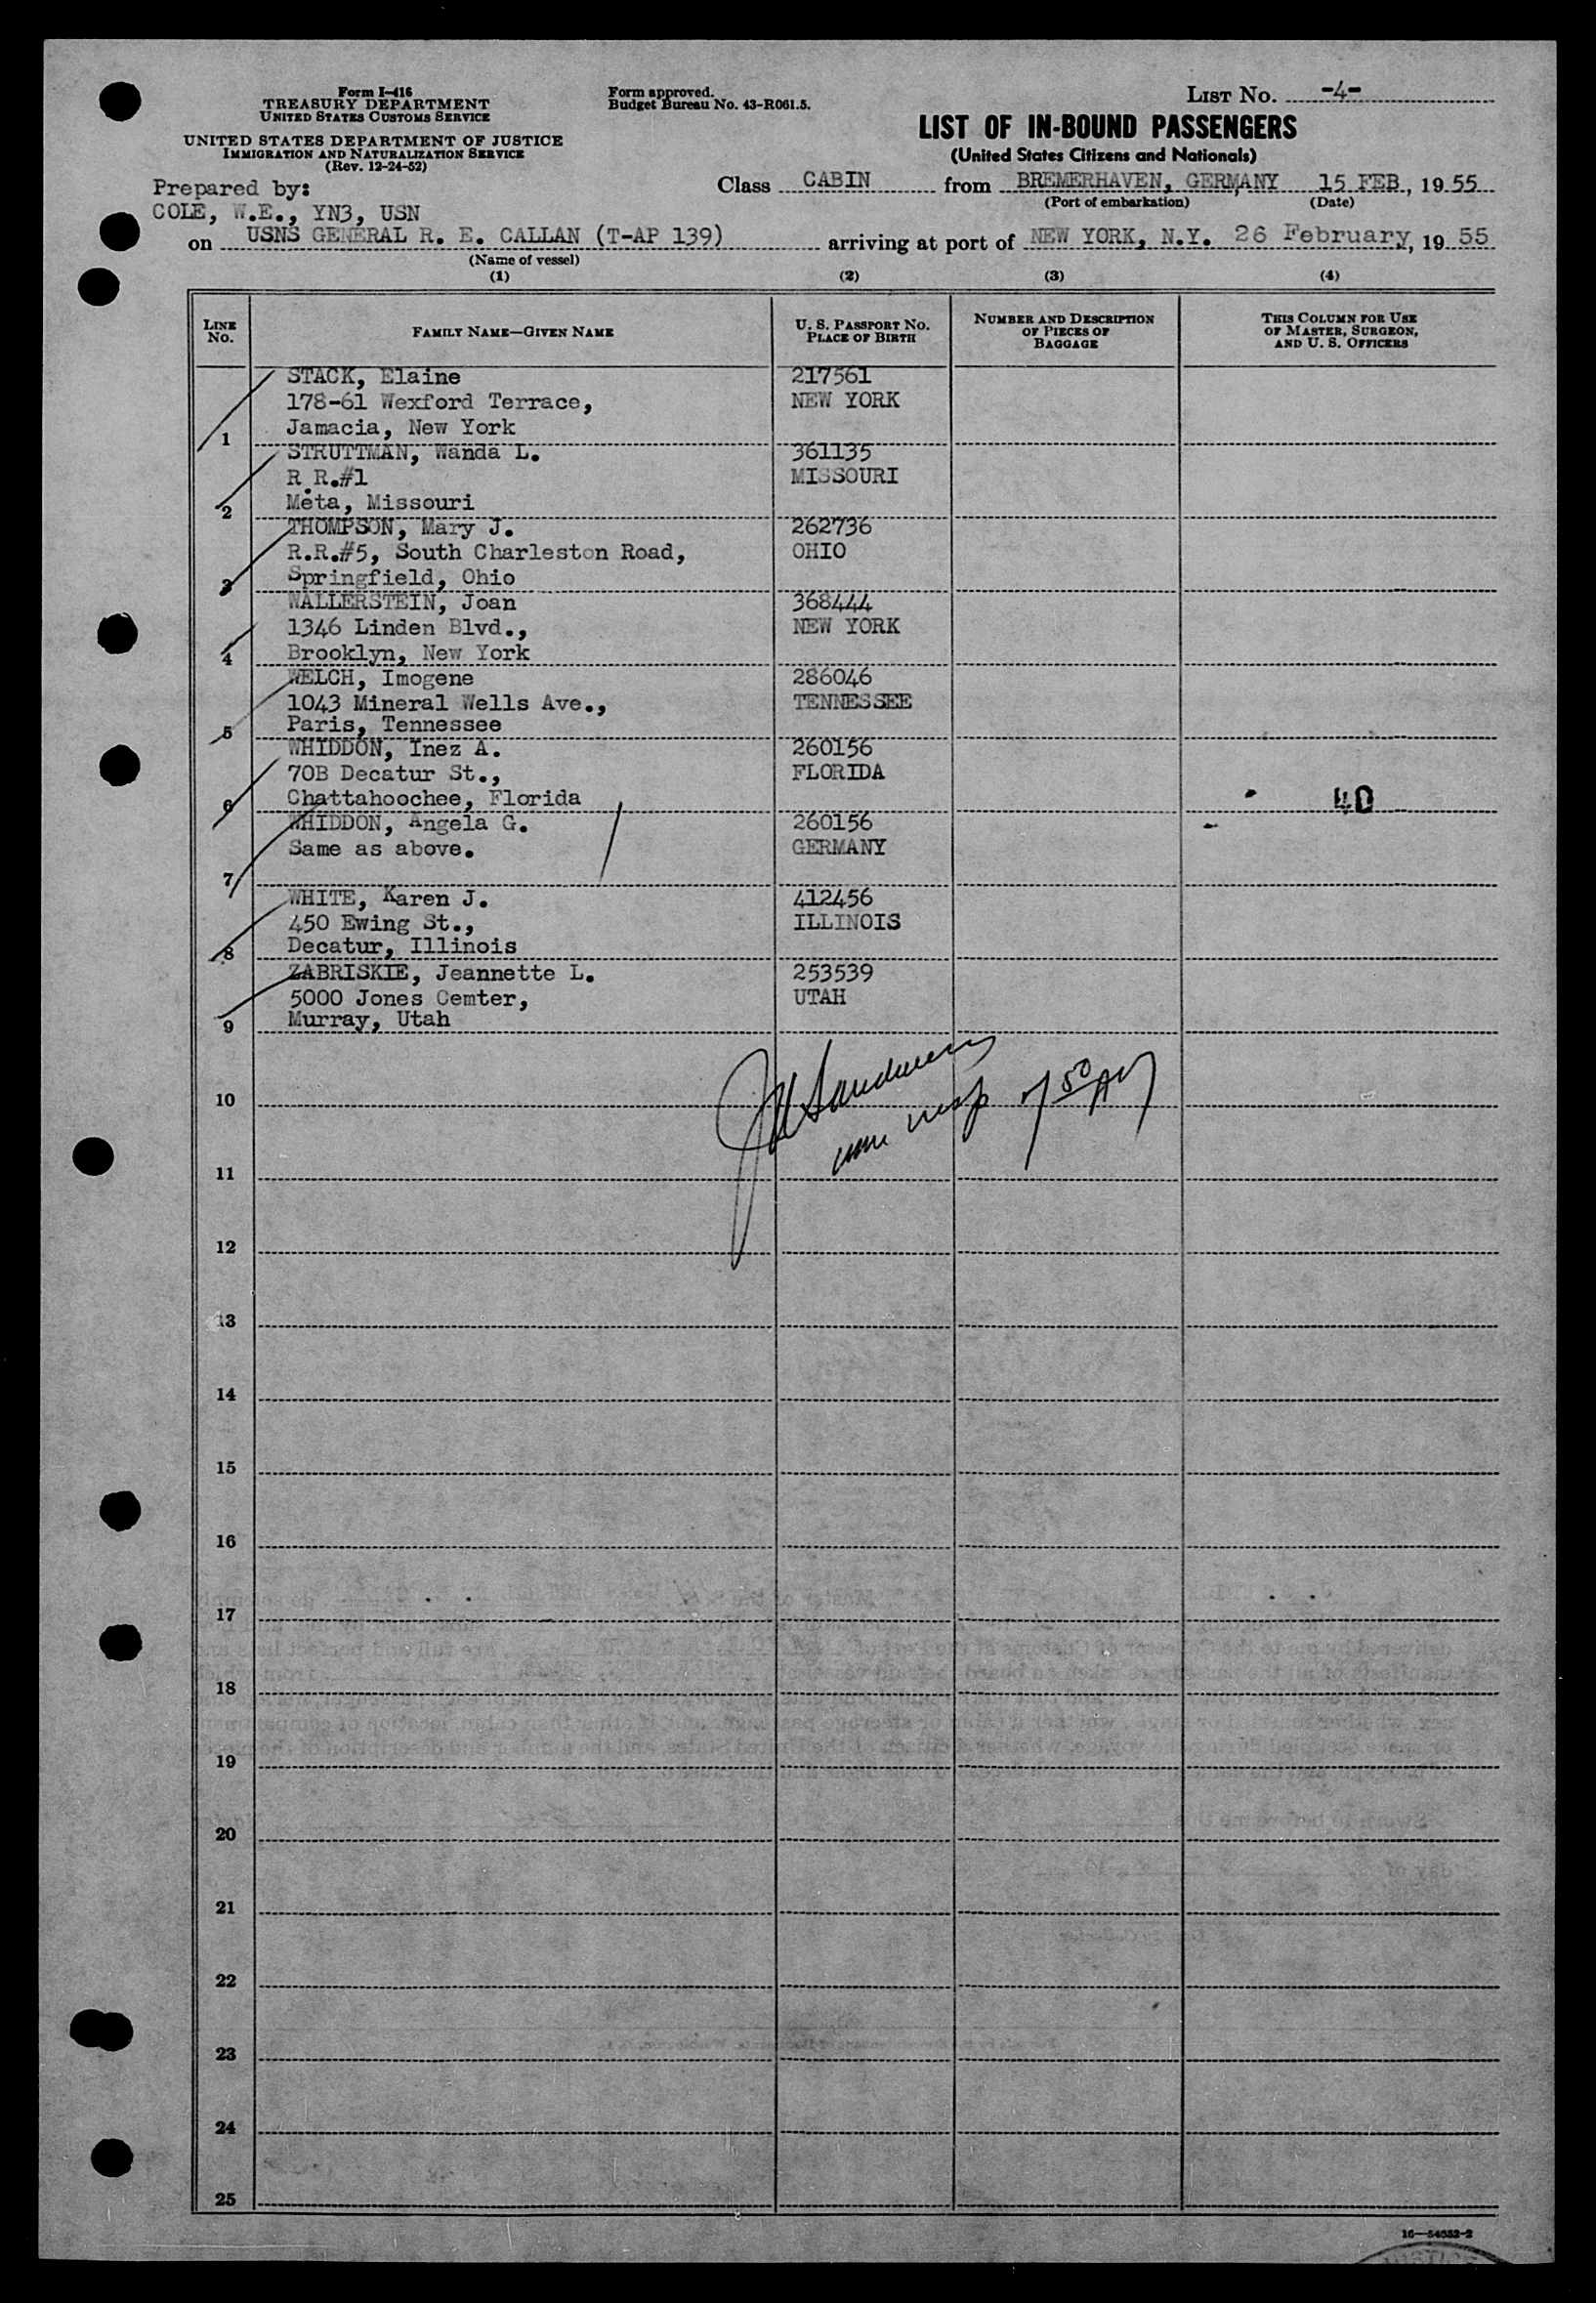 Form I-416
TREASURY DEPARTMENT
UNITED STATES CUSTOMS SERVICE
UNITED STATES DEPARTMENT OF JUSTICE
IMMIGRATION AND NATURALIZATION SERVICE
(Rev. 12-24-52)
Form approved.
Budget Bureau No. 43-R061.5.
LIST NO. -4-
LIST OF IN-BOUND PASSENGERS
(United States Citizens and Nationals)
Prepared by:
COLE, W.E., YN3, USN
Class CABIN from BREMERHAVEN, GERMANY 15 FEB, 1955
(Port of embarkation) (Date)
on USNS GENERAL R. E. CALLAN (T-AP 139) arriving at port of NEW YORK, N.Y. 26 February, 1955
(Name of vessel)
(1) (2) (3) (4)
LINE NO. FAMILY NAME—GIVEN NAME U. S. PASSPORT NO. PLACE OF BIRTH NUMBER AND DESCRIPTION OF PIECES OF BAGGAGE THIS COLUMN FOR USE OF MASTER, SURGEON, AND U. S. OFFICERS
STACK, Elaine 217561
178-61 Wexford Terrace, NEW YORK
1 Jamacia, New York
STRUTTMAN, Wanda L. 361135
R.R.#1 MISSOURI
2 Meta, Missouri
THOMPSON, Mary J. 262736
R.R.#5, South Charleston Road, OHIO
3 Springfield, Ohio
WALLERSTEIN, Joan 368444
1346 Linden Blvd., NEW YORK
4 Brooklyn, New York
WELCH, Imogene 286046
1043 Mineral Wells Ave., TENNESSEE
5 Paris, Tennessee
WHIDDON, Inez A. 260156
70B Decatur St., FLORIDA
6 Chattahoochee, Florida 40
WHIDDON, Angela G. 260156
Same as above. GERMANY
7
WHITE, Karen J. 412456
450 Ewing St., ILLINOIS
8 Decatur, Illinois
ZABRISKIE, Jeannette L. 253539
5000 Jones Cemter, UTAH
9 Murray, Utah
10
11
12
13
14
15
16
17
18
19
20
21
22
23
24
25